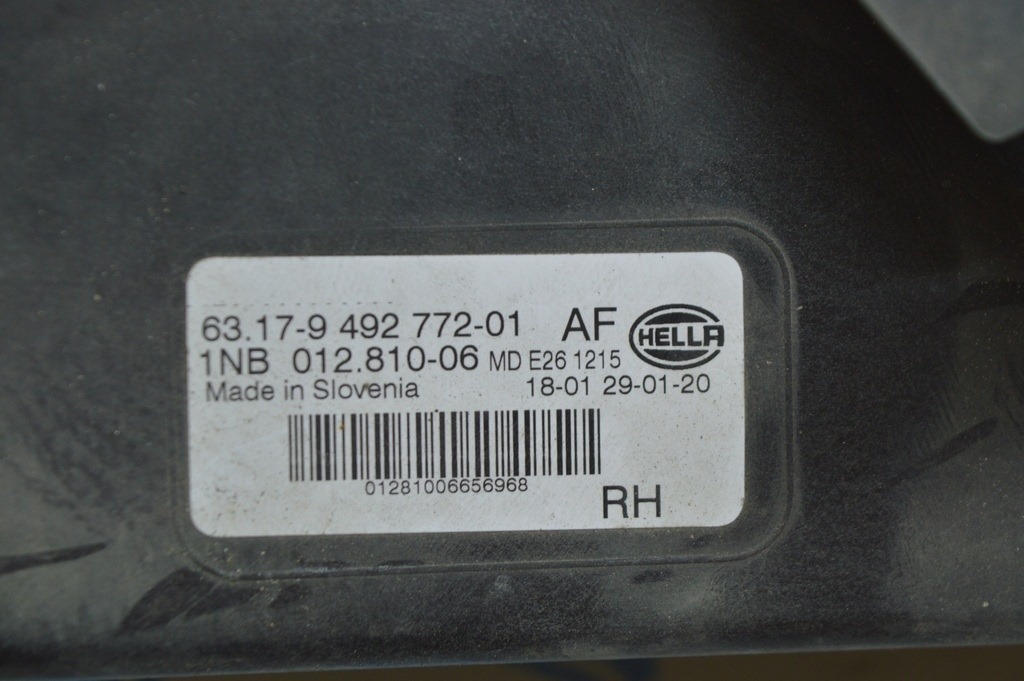 63.17-9 492 772-01 AF HELLA
1NB 012.810-06 MD E26 1215
Made in Slovenia 18-01 29-01-20
01281006656968
RH